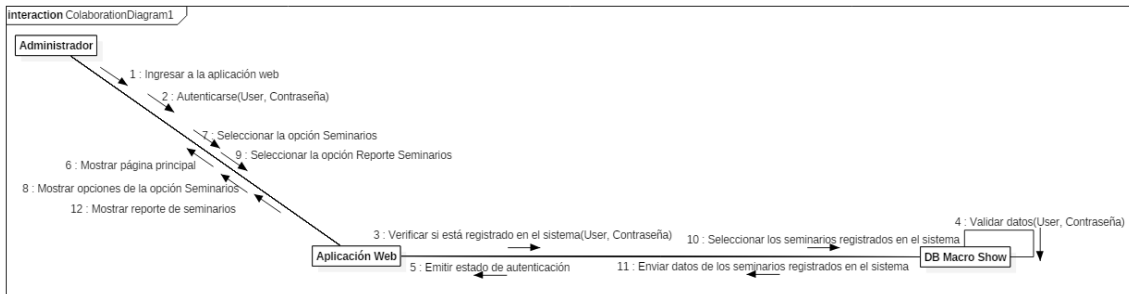 interaction ColaborationDiagram1
Administrador
1 : Ingresar a la aplicación web
2 : Autenticarse(User, Contraseña)
7 : Seleccionar la opción Seminarios
9 : Seleccionar la opción Reporte Seminarios
6 : Mostrar página principal
8 : Mostrar opciones de la opción Seminarios
12 : Mostrar reporte de seminarios
4 : Validar datos(User, Contraseña)
3 : Verificar si está registrado en el sistema(User, Contraseña)
10 : Seleccionar los seminarios registrados en el sistema
Aplicación Web
DB Macro Show
5 : Emitir estado de autenticación
11 : Enviar datos de los seminarios registrados en el sistema